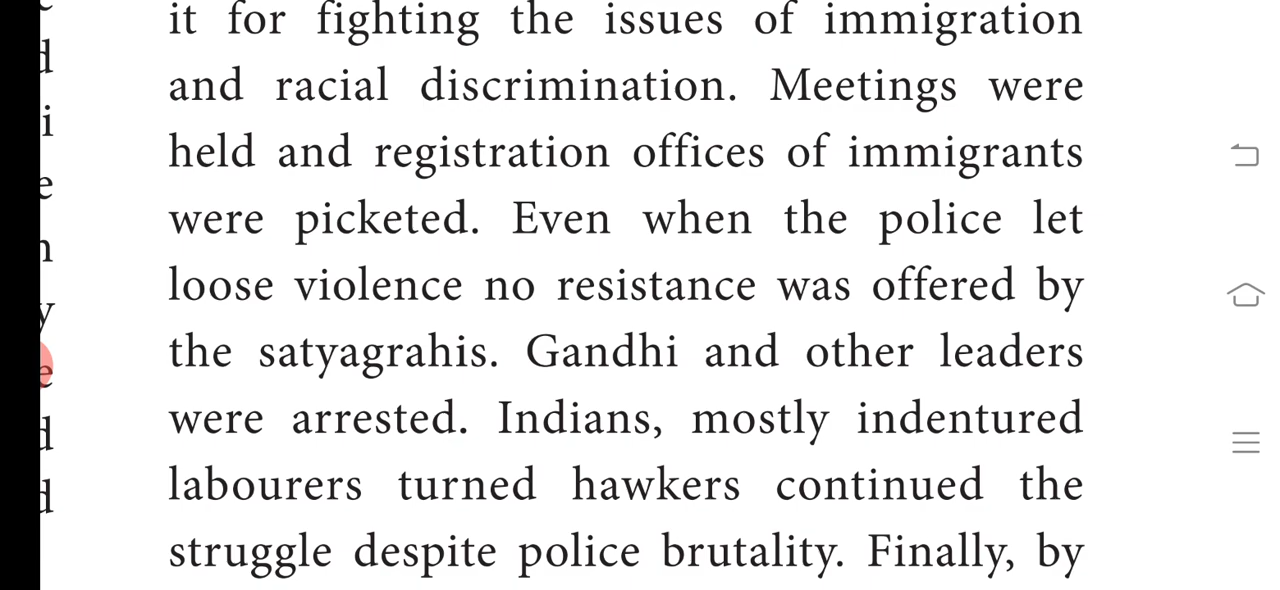 it for fighting the issues of immigration
and racial discrimination. Meetings were
held and registration offices of immigrants
were picketed. Even when the police let
loose violence no resistance was offered by
the satyagrahis. Gandhi and other leaders
were arrested. Indians, mostly indentured
labourers turned hawkers continued the
struggle despite police brutality. Finally, by